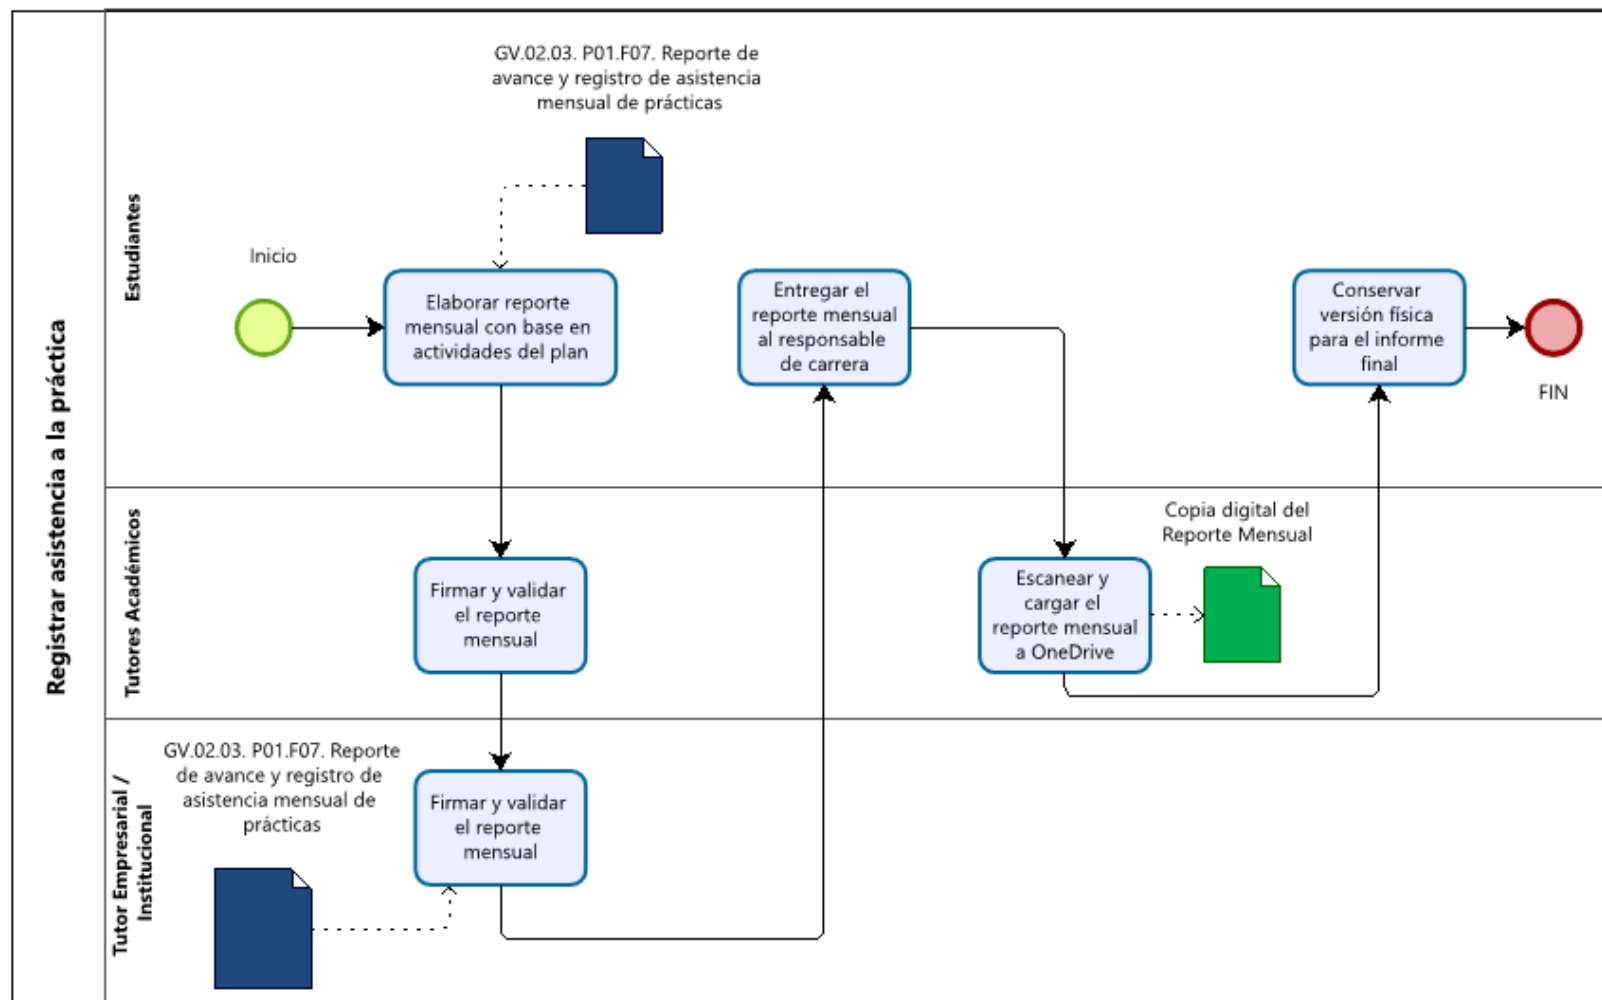 Registrar asistencia a la práctica
Estudiantes
GV.02.03. P01.F07. Reporte de
avance y registro de asistencia
mensual de prácticas
Inicio
Elaborar reporte
mensual con base en
actividades del plan
Entregar el
reporte mensual
al responsable
de carrera
Conservar
versión física
para el informe
final
FIN
Tutores Académicos
Firmar y validar
el reporte
mensual
Escanear y
cargar el
reporte mensual
a OneDrive
Copia digital del
Reporte Mensual
Tutor Empresarial /
Institucional
GV.02.03. P01.F07. Reporte
de avance y registro de
asistencia mensual de
prácticas
Firmar y validar
el reporte
mensual